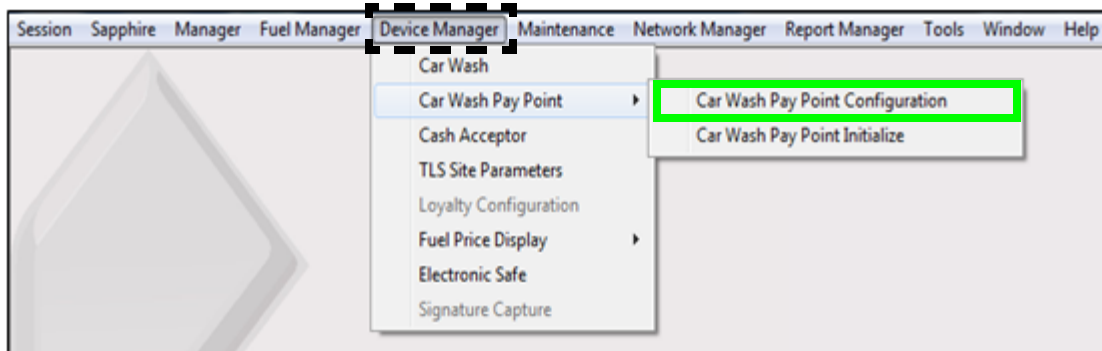 Session Sapphire Manager Fuel Manager Device Manager Maintenance Network Manager Report Manager Tools Window Help
Car Wash
Car Wash Pay Point
Car Wash Pay Point Configuration
Car Wash Pay Point Initialize
Cash Acceptor
TLS Site Parameters
Loyalty Configuration
Fuel Price Display
Electronic Safe
Signature Capture